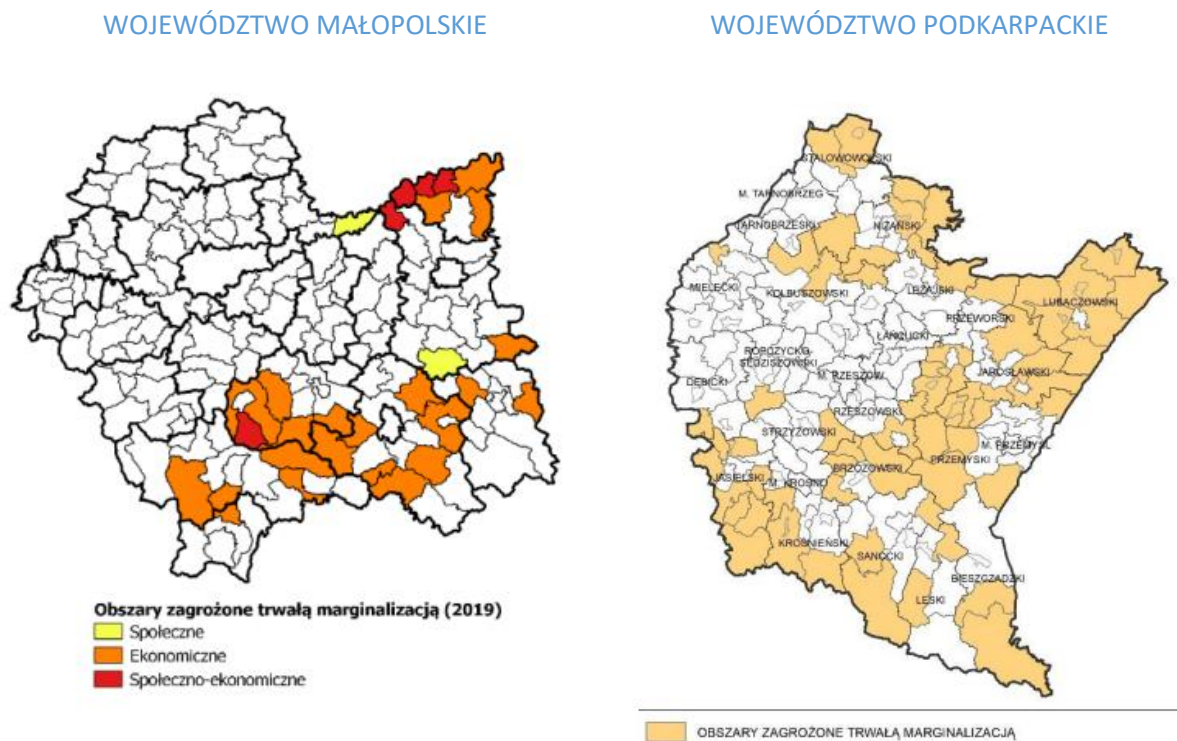 WOJEWÓDZTWO MAŁOPOLSKIE
WOJEWÓDZTWO PODKARPACKIE
Obszary zagrożone trwałą marginalizacją (2019)
Społeczne
Ekonomiczne
Społeczno-ekonomiczne
STALOWOWOLSKI
M. TARNOBRZEG
TARNOBRZESKI
NIŻAŃSKI
MIELECKI
KOLBUSZOWSKI
LEŻAJSKI
LUBACZOWSKI
PRZEWORSKI
ŁAŃCUCKI
ROPCZYCKO-
SĘDZISZOWSKI
M. RZESZÓW
JAROSŁAWSKI
DĘBICKI
RZESZOWSKI
STRZYŻOWSKI
M. PRZEMYŚL
PRZEMYSKI
BRZOZOWSKI
JASIELSKI
M. KROSNO
KROŚNIEŃSKI
SANOCKI
BIESZCZADZKI
LESKI
OBSZARY ZAGROŻONE TRWAŁĄ MARGINALIZACJĄ